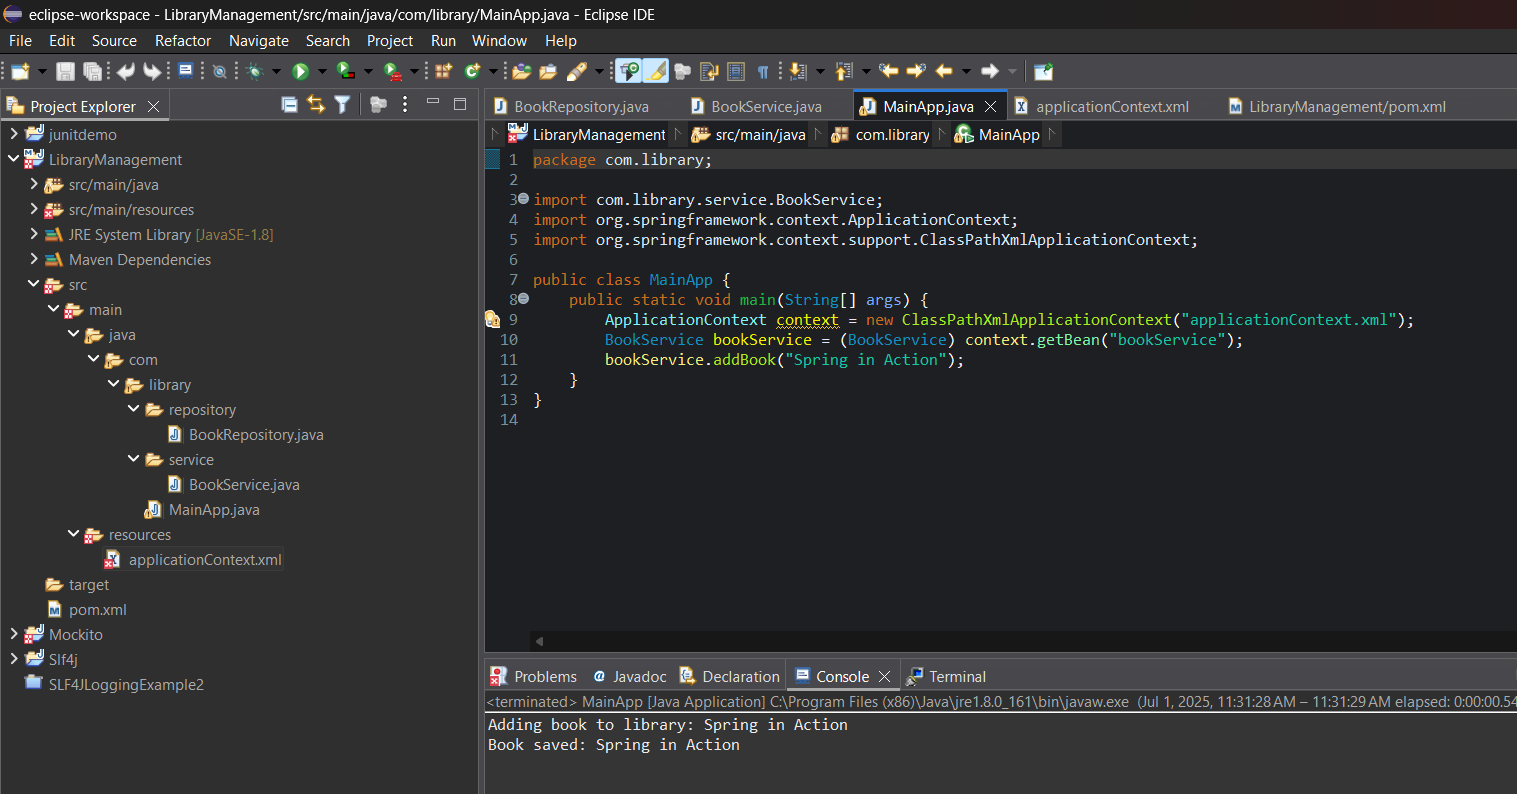 eclipse-workspace - LibraryManagement/src/main/java/com/library/MainApp.java - Eclipse IDE
File Edit Source Refactor Navigate Search Project Run Window Help
Project Explorer
junitdemo
LibraryManagement
src/main/java
src/main/resources
JRE System Library [JavaSE-1.8]
Maven Dependencies
src
main
java
com
library
repository
BookRepository.java
service
BookService.java
MainApp.java
resources
applicationContext.xml
target
pom.xml
Mockito
Slf4j
SLF4JLoggingExample2
BookRepository.java BookService.java MainApp.java applicationContext.xml LibraryManagement/pom.xml
LibraryManagement src/main/java com.library MainApp
1 package com.library;
2
3 import com.library.service.BookService;
4 import org.springframework.context.ApplicationContext;
5 import org.springframework.context.support.ClassPathXmlApplicationContext;
6
7 public class MainApp {
8 public static void main(String[] args) {
9 ApplicationContext context = new ClassPathXmlApplicationContext("applicationContext.xml");
10 BookService bookService = (BookService) context.getBean("bookService");
11 bookService.addBook("Spring in Action");
12 }
13 }
14
Problems Javadoc Declaration Console Terminal
<terminated> MainApp [Java Application] C:\Program Files (x86)\Java\jre1.8.0_161\bin\javaw.exe (Jul 1, 2025, 11:31:28 AM – 11:31:29 AM elapsed: 0:00:00.54
Adding book to library: Spring in Action
Book saved: Spring in Action